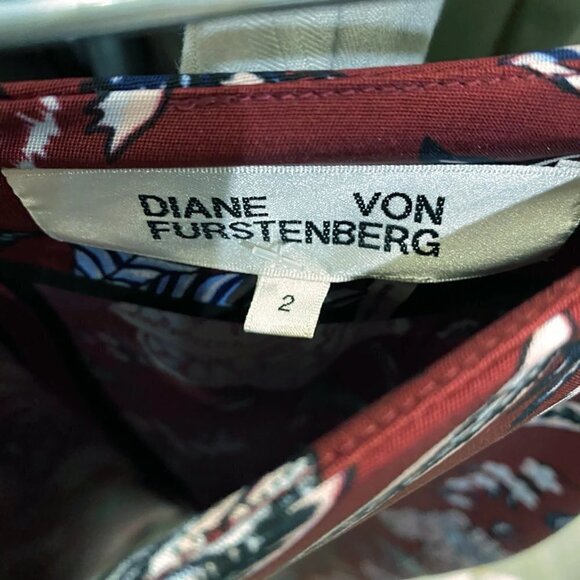 DIANE VON
FURSTENBERG
2